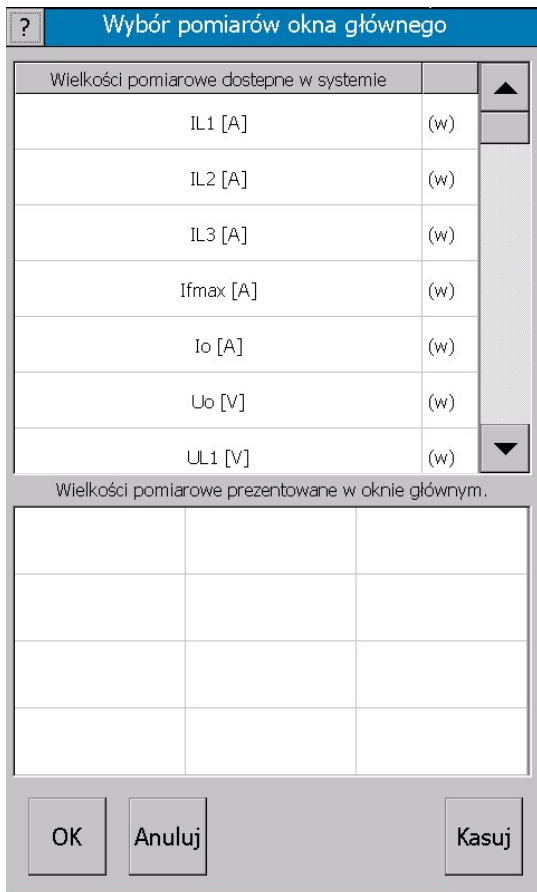 ? Wybór pomiarów okna głównego
Wielkości pomiarowe dostepne w systemie
IL1 [A] (w)
IL2 [A] (w)
IL3 [A] (w)
Ifmax [A] (w)
Io [A] (w)
Uo [V] (w)
UL1 [V] (w)
Wielkości pomiarowe prezentowane w oknie głównym.
OK Anuluj Kasuj